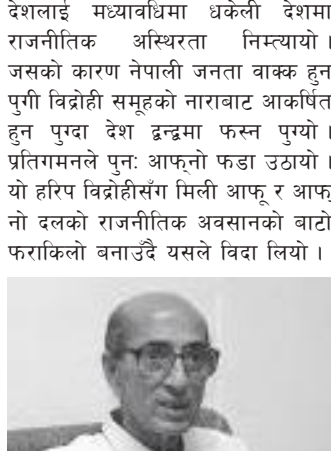 देशलाई मध्यावधिमा धकेली देशमा
राजनीतिक अस्थिरता निम्त्यायो ।
जसको कारण नेपाली जनता वाक्क हुन
पुगी विद्रोही समूहको नाराबाट आकर्षित
हुन पुग्दा देश द्वन्द्वमा फस्न पुग्यो ।
प्रतिगमनले पुनः आफ्नो फडा उठायो ।
यो हरिप विद्रोहीसँग मिली आफू र आफ्
नो दलको राजनीतिक अवसानको बाटो
फराकिलो बनाउँदै यसले विदा लियो ।